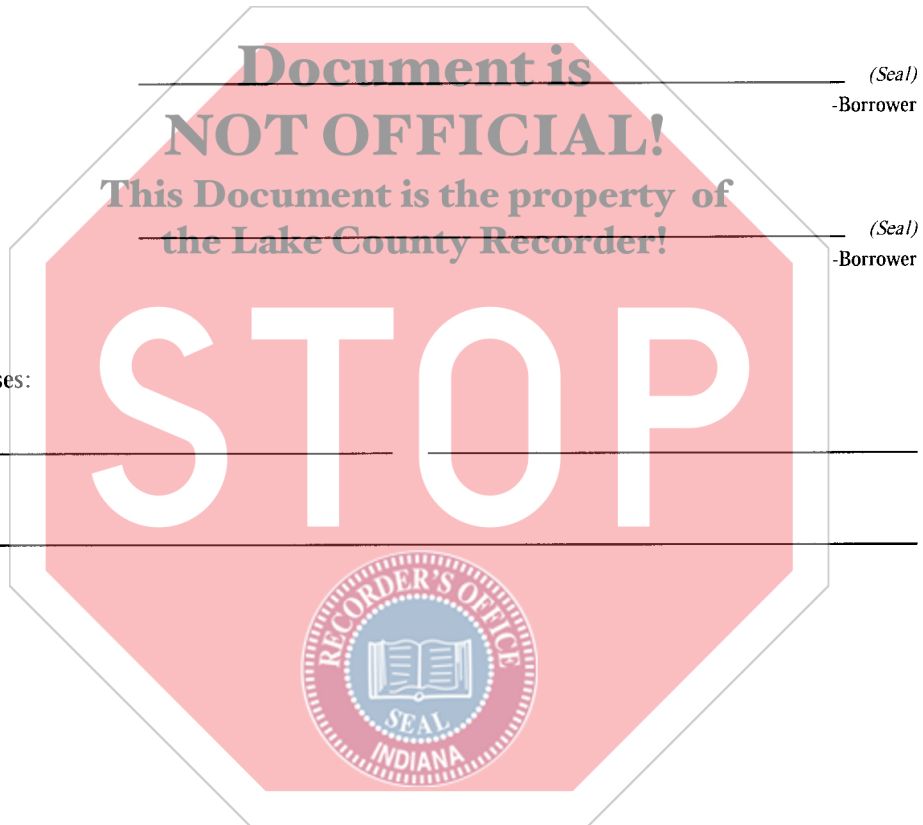 Document is
(Seal)
-Borrower
NOT OFFICIAL!
This Document is the property of
the Lake County Recorder!
(Seal)
-Borrower
ses:
STOP
RECORDER'S OFFICE
SEAL
INDIANA